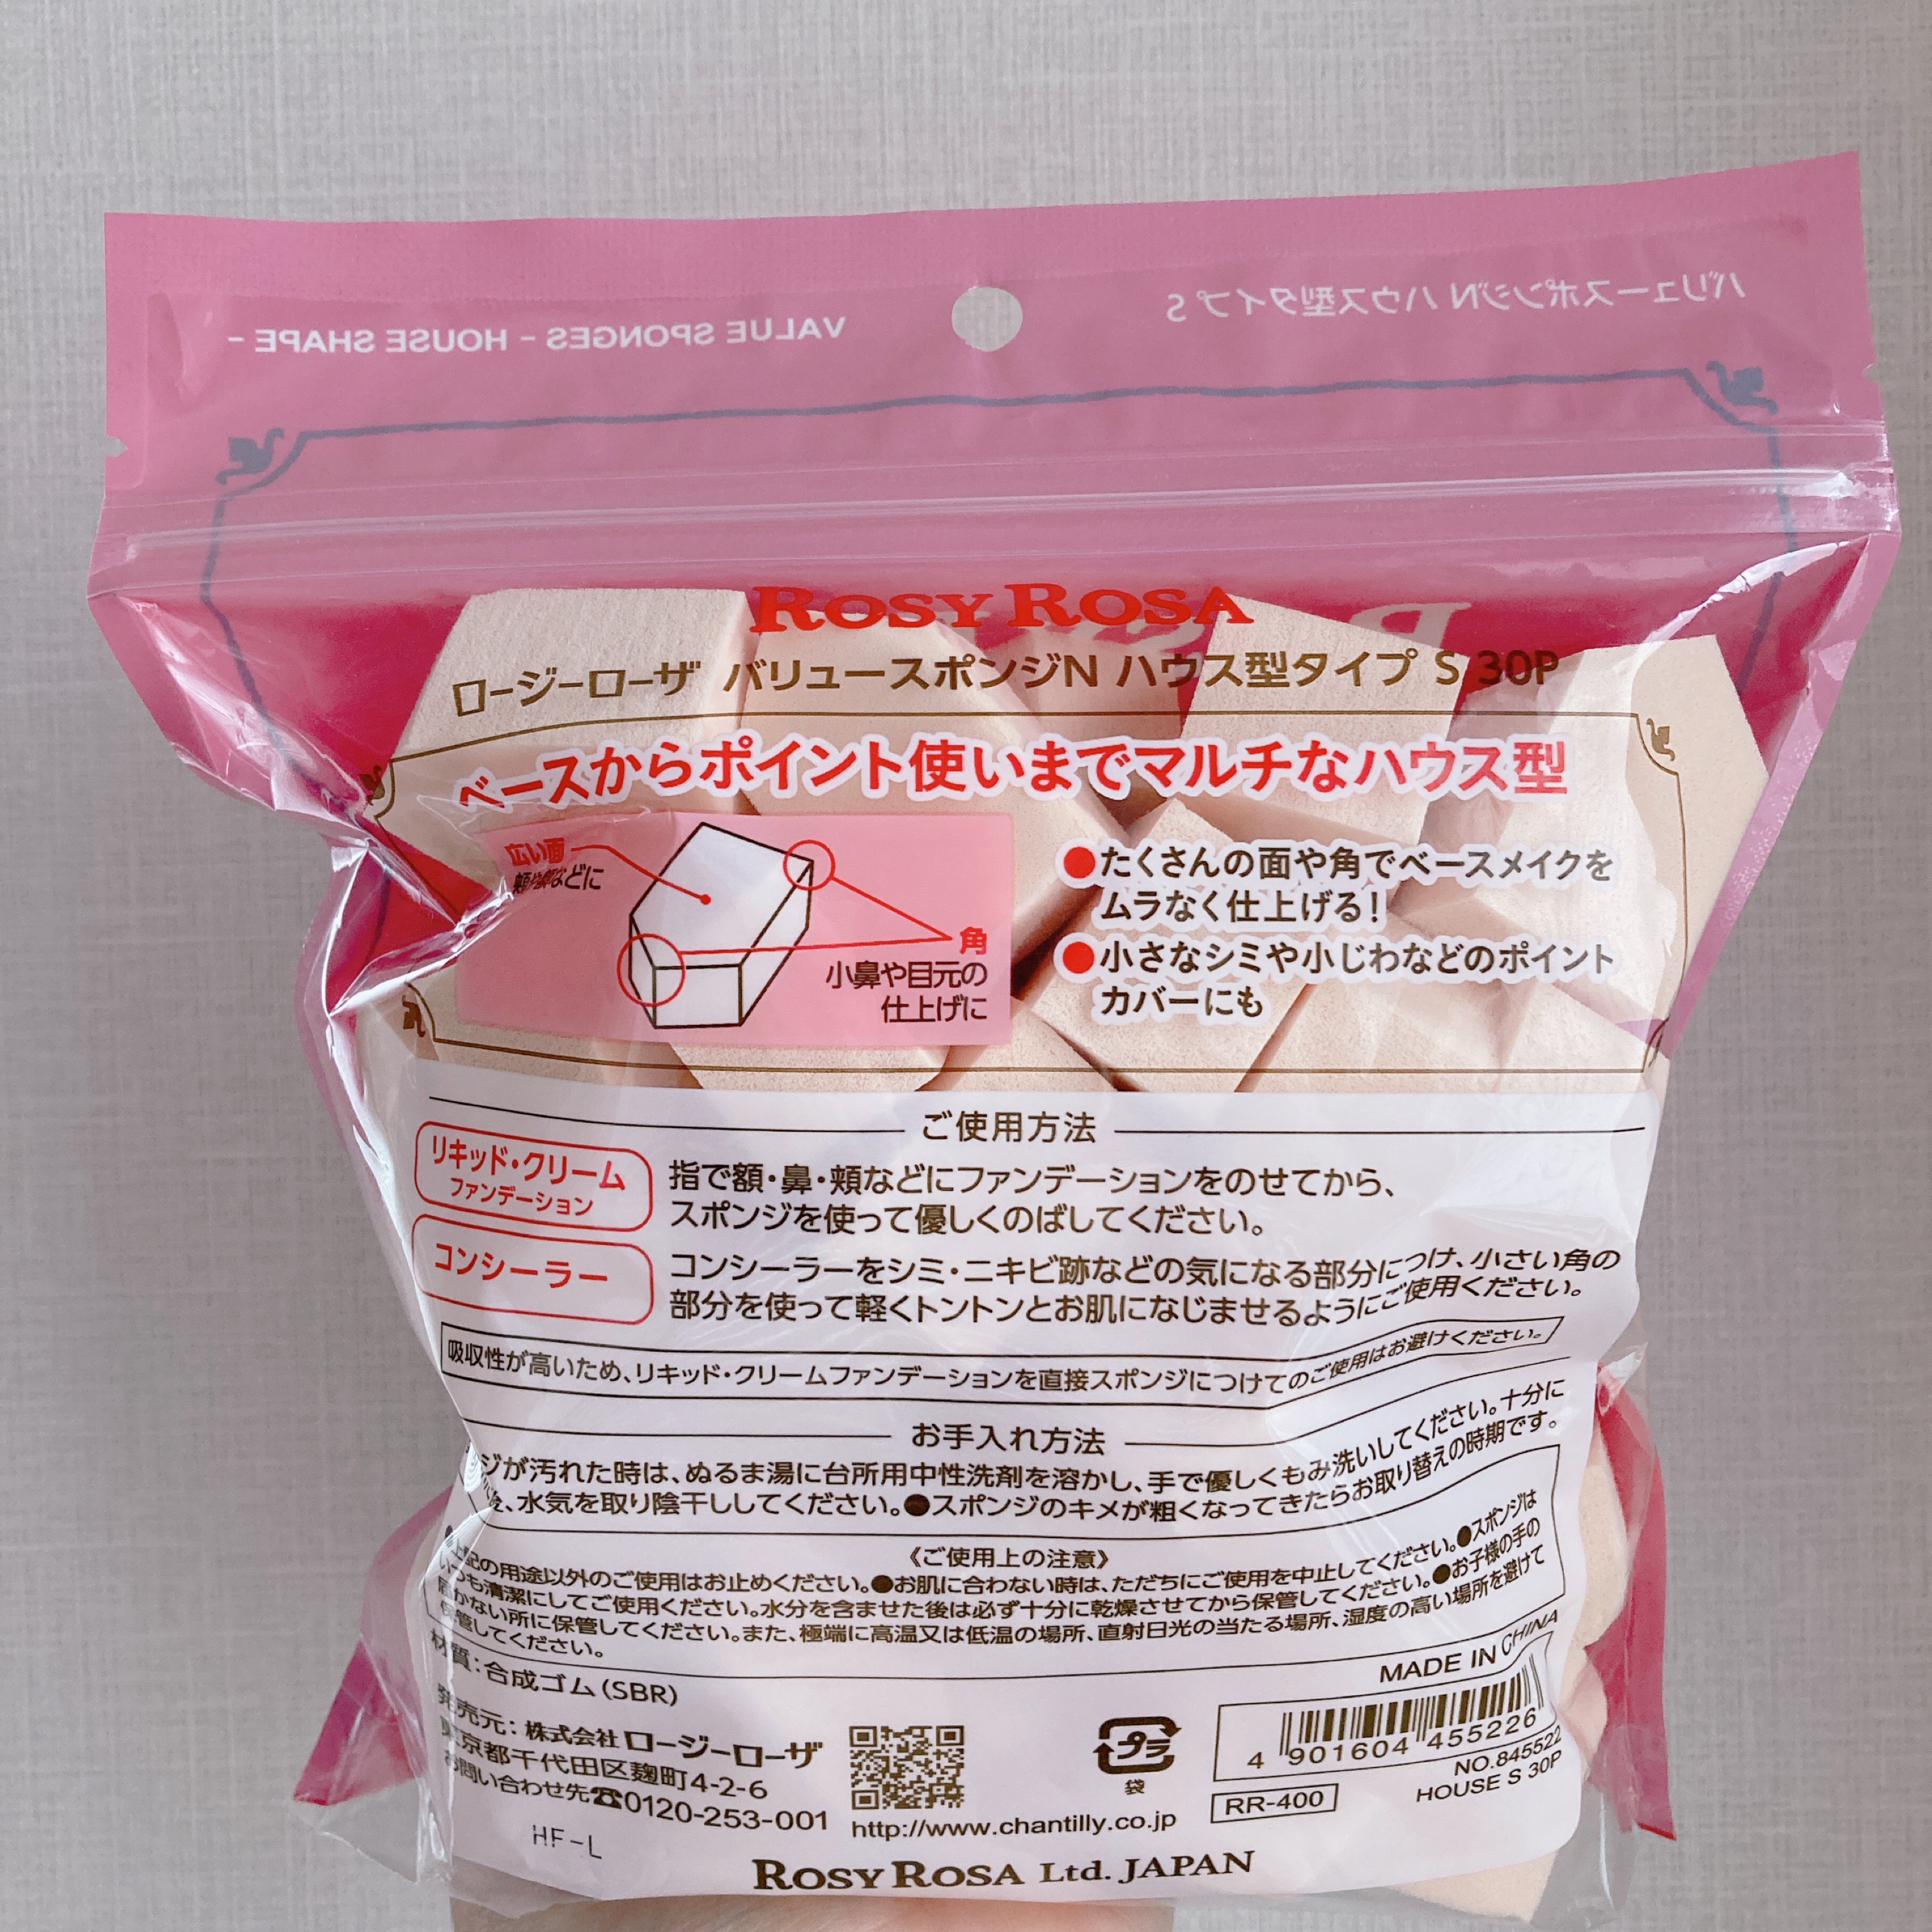 バリュースポンジN ハウス型タイプ S
VALUE SPONGES - HOUSE SHAPE -
ROSY ROSA
ロージーローザ バリュースポンジN ハウス型タイプ S 30P
ベースからポイント使いまでマルチなハウス型
広い面
頬や額などに
角
小鼻や目元の
仕上げに
●たくさんの面や角でベースメイクを
ムラなく仕上げる!
●小さなシミや小じわなどのポイント
カバーにも
ご使用方法
リキッド・クリーム
ファンデーション
指で額・鼻・頬などにファンデーションをのせてから、
スポンジを使って優しくのばしてください。
コンシーラー
コンシーラーをシミ・ニキビ跡などの気になる部分につけ、小さい角の
部分を使って軽くトントンとお肌になじませるようにご使用ください。
吸収性が高いため、リキッド・クリームファンデーションを直接スポンジにつけてのご使用はお避けください。
お手入れ方法
ジが汚れた時は、ぬるま湯に台所用中性洗剤を溶かし、手で優しくもみ洗いしてください。十分に
後、水気を取り陰干ししてください。●スポンジのキメが粗くなってきたらお取り替えの時期です。
《ご使用上の注意》
●上記の用途以外のご使用はお止めください。●お肌に合わない時は、ただちにご使用を中止してください。●スポンジは
いつも清潔にしてご使用ください。水分を含ませた後は必ず十分に乾燥させてから保管してください。●お子様の手の
届かない所に保管してください。また、極端に高温又は低温の場所、直射日光の当たる場所、湿度の高い場所を避けて
保管してください。
材質:合成ゴム(SBR)
MADE IN CHINA
発売元:株式会社ロージーローザ
東京都千代田区麹町4-2-6
お問い合わせ先☎0120-253-001
http://www.chantilly.co.jp
プラ
袋
4 901604 455226
NO.845522
HOUSE S 30P
RR-400
HF-L
ROSY ROSA Ltd. JAPAN